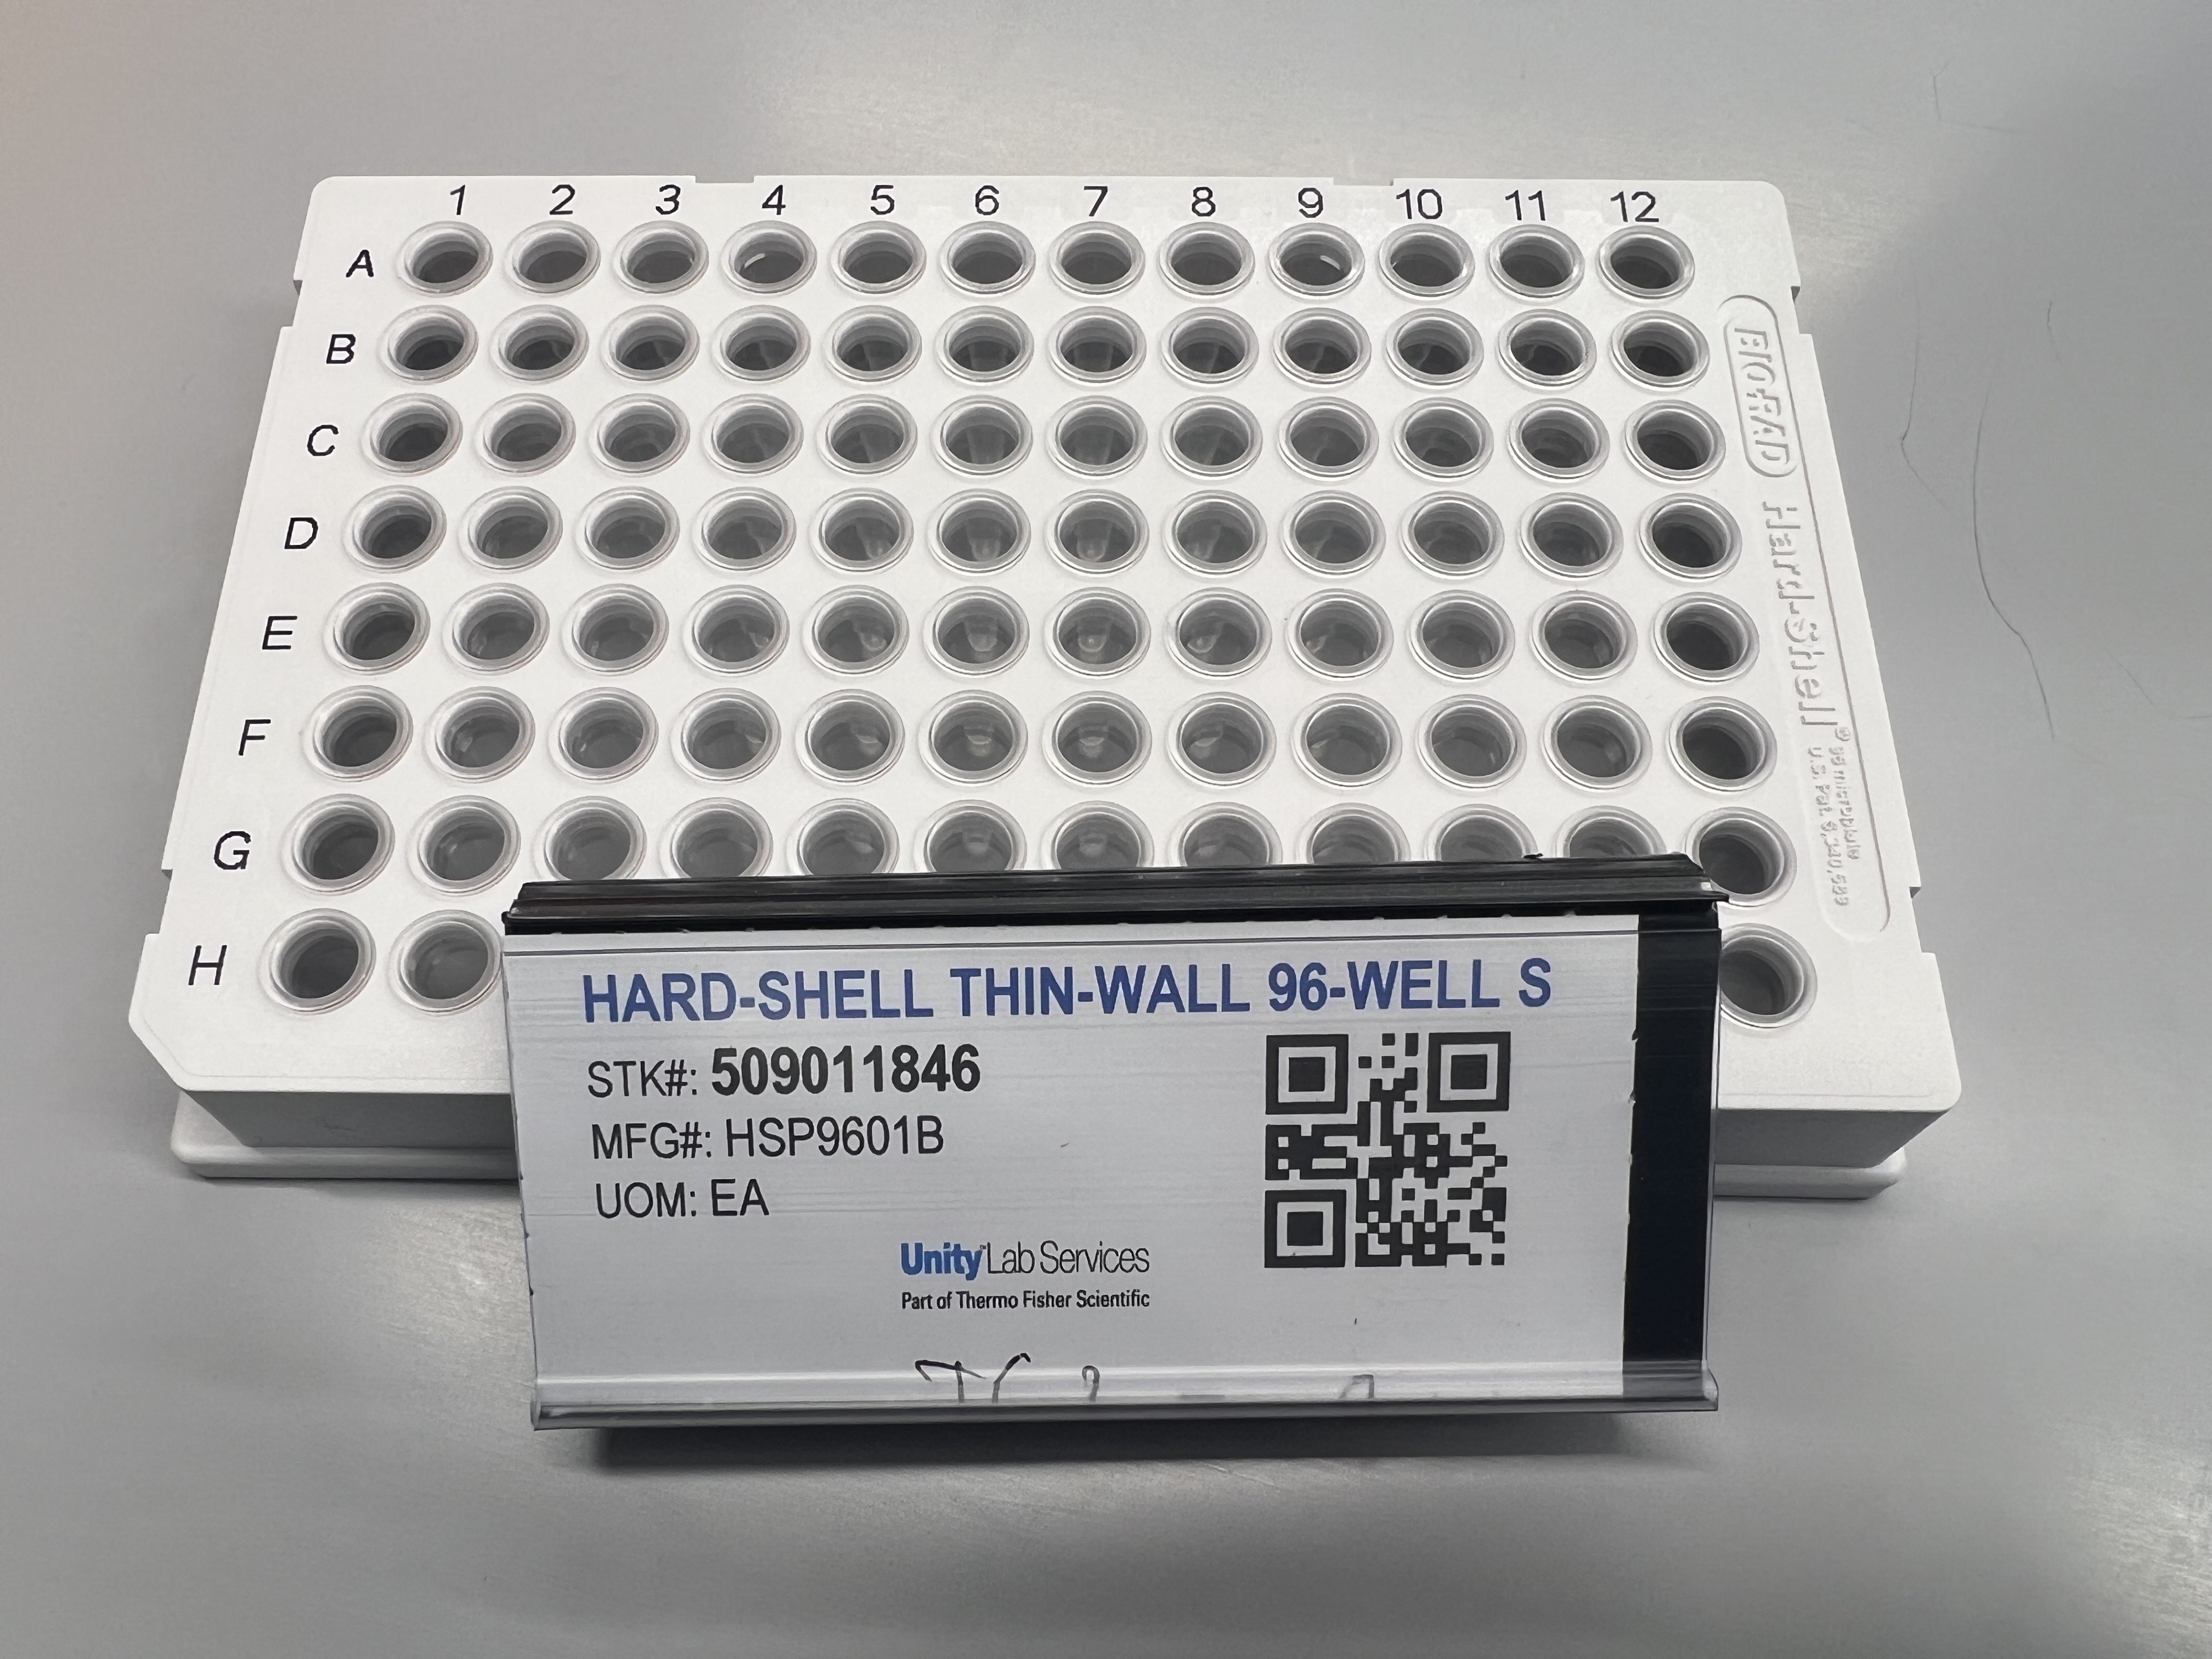 1 2 3 4 5 6 7 8 9 10 11 12
A
B
C
D
E
F
G
H
BIO-RAD Hard-Shell®
HARD-SHELL THIN-WALL 96-WELL S
STK#: 509011846
MFG#: HSP9601B
UOM: EA
Unity™ Lab Services
Part of Thermo Fisher Scientific